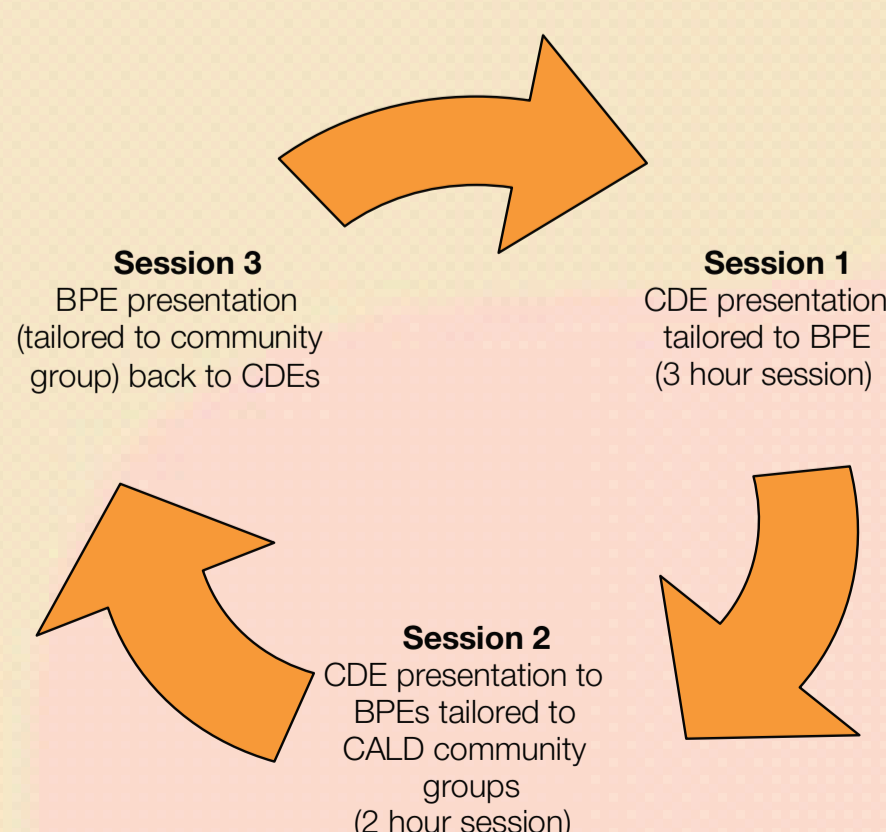 Session 3
BPE presentation
(tailored to community
group) back to CDEs
Session 1
CDE presentation
tailored to BPE
(3 hour session)
Session 2
CDE presentation to
BPEs tailored to
CALD community
groups
(2 hour session)